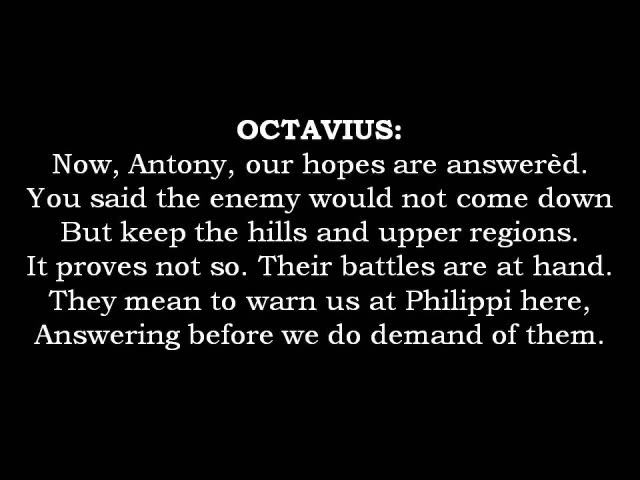 OCTAVIUS:
Now, Antony, our hopes are answerèd.
You said the enemy would not come down
But keep the hills and upper regions.
It proves not so. Their battles are at hand.
They mean to warn us at Philippi here,
Answering before we do demand of them.